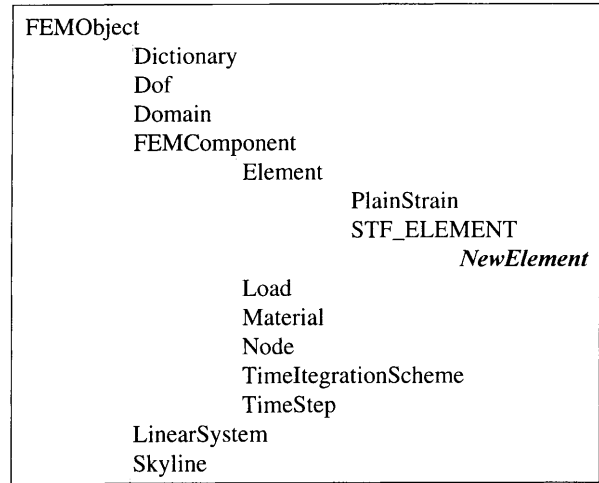 FEMObject
Dictionary
Dof
Domain
FEMComponent
Element
PlainStrain
STF_ELEMENT
NewElement
Load
Material
Node
TimeItegrationScheme
TimeStep
LinearSystem
Skyline